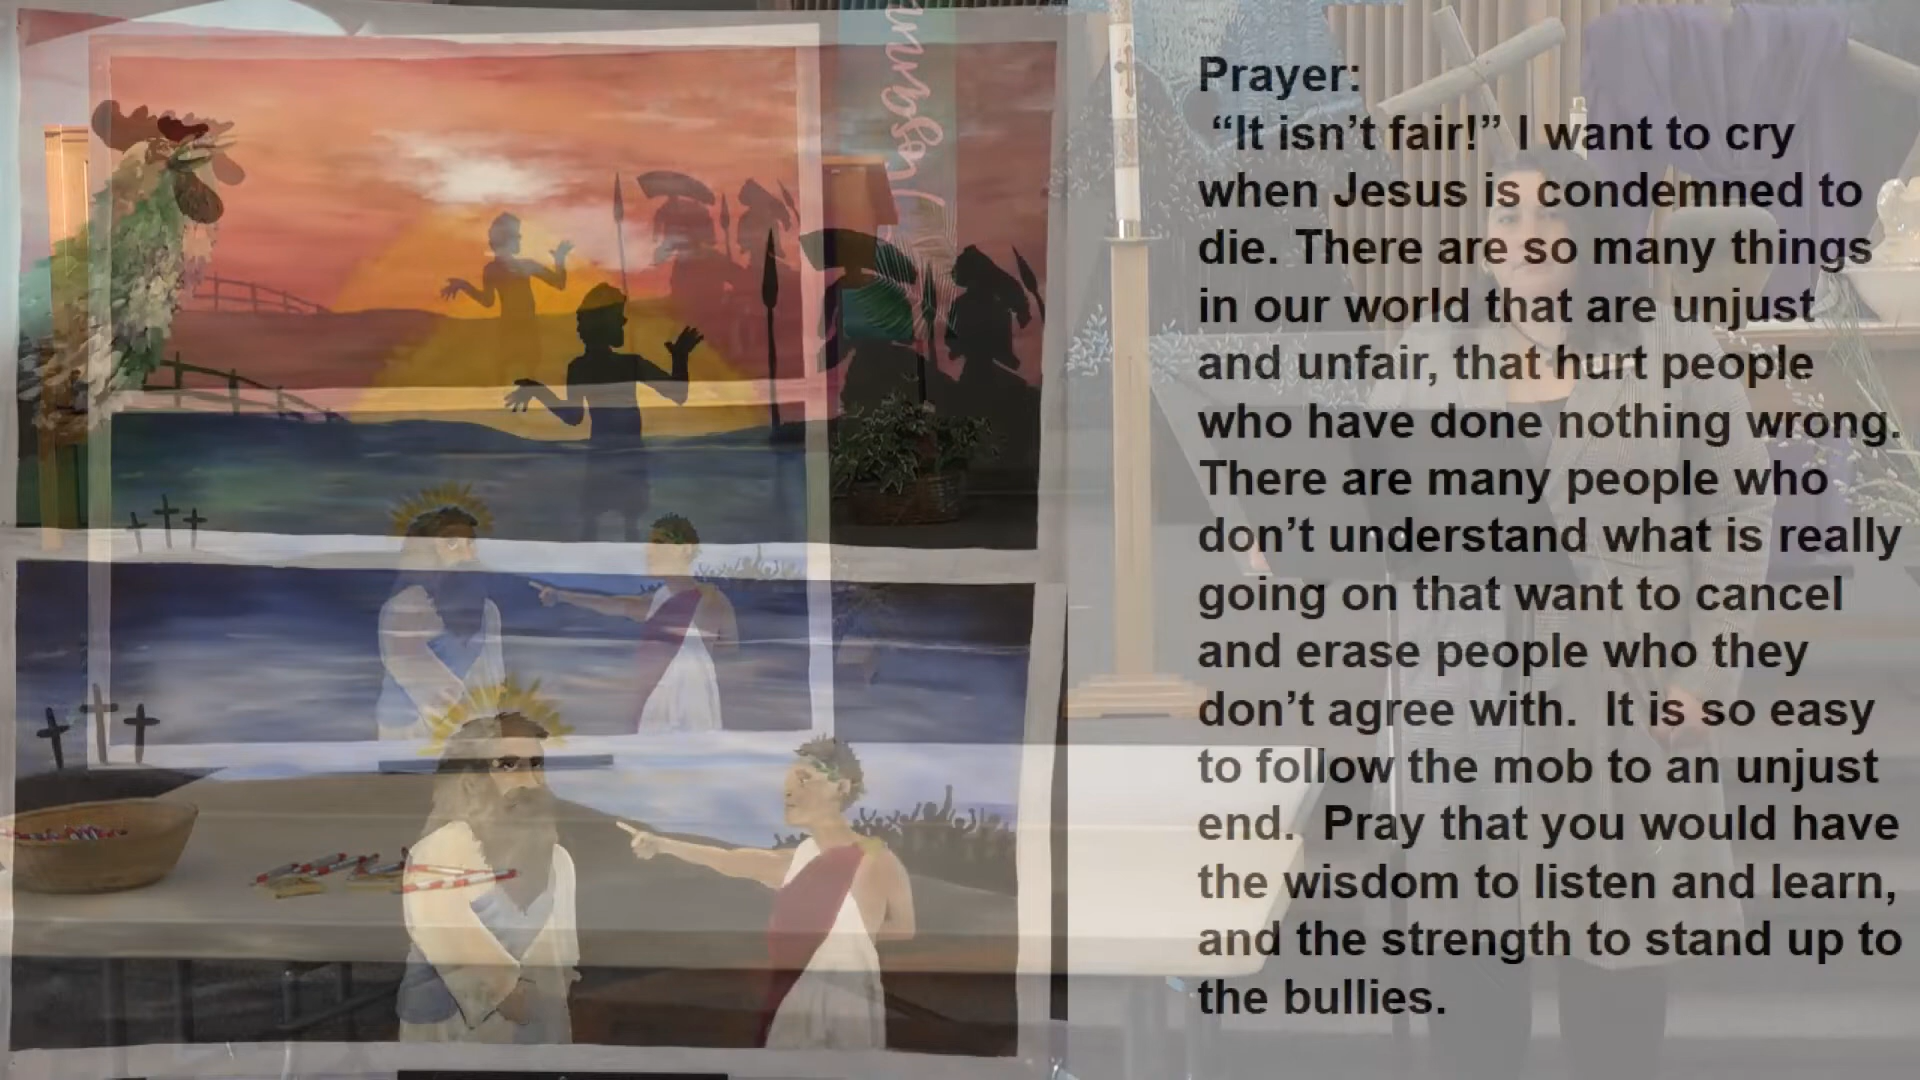 Prayer:
“It isn’t fair!” I want to cry
when Jesus is condemned to
die. There are so many things
in our world that are unjust
and unfair, that hurt people
who have done nothing wrong.
There are many people who
don’t understand what is really
going on that want to cancel
and erase people who they
don’t agree with.  It is so easy
to follow the mob to an unjust
end.  Pray that you would have
the wisdom to listen and learn,
and the strength to stand up to
the bullies.